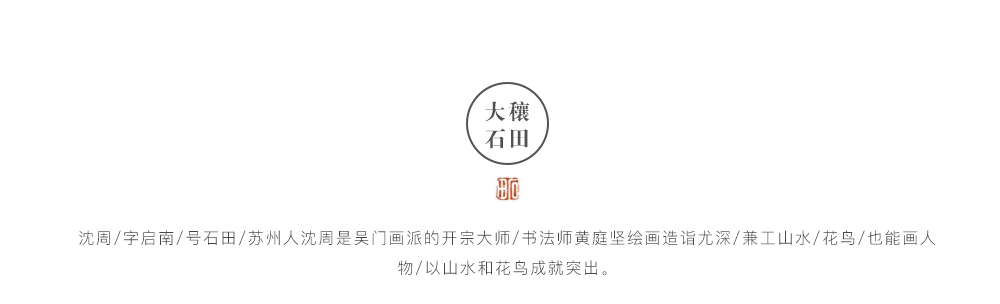 大穰
石田
沈周/字启南/号石田/苏州人沈周是吴门画派的开宗大师/书法师黄庭坚绘画造诣尤深/兼工山水/花鸟/也能画人
物/以山水和花鸟成就突出。